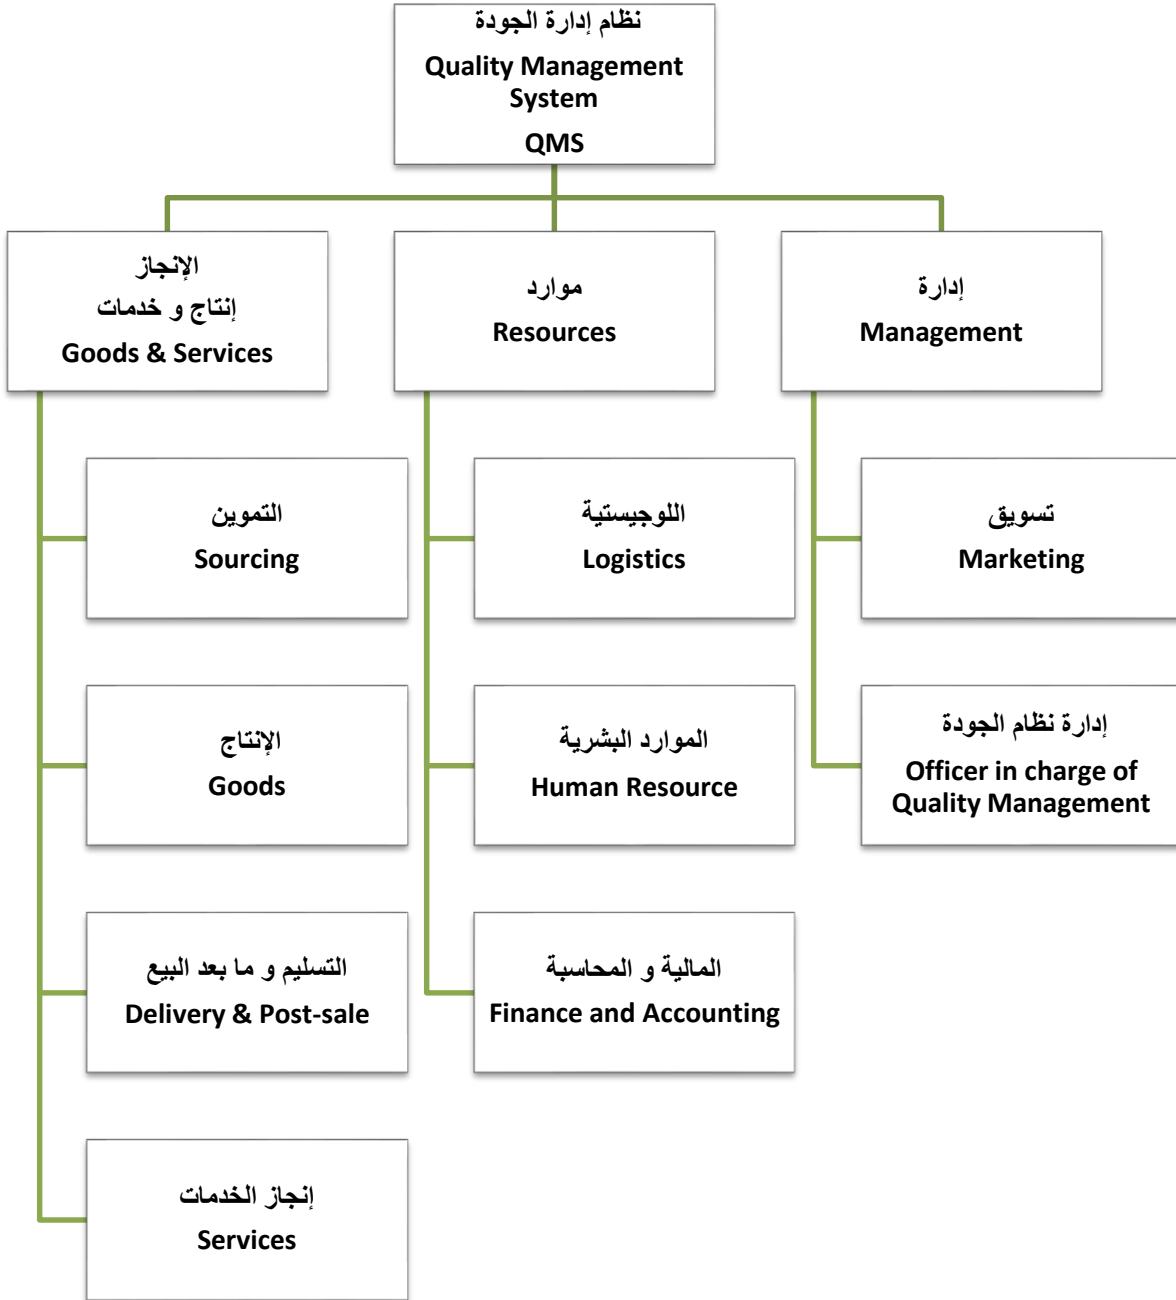 نظام إدارة الجودة
Quality Management
System
QMS
الإنجاز
إنتاج و خدمات
Goods & Services
موارد
Resources
إدارة
Management
التموين
Sourcing
اللوجيستية
Logistics
تسويق
Marketing
الإنتاج
Goods
الموارد البشرية
Human Resource
إدارة نظام الجودة
Officer in charge of
Quality Management
التسليم و ما بعد البيع
Delivery & Post-sale
المالية و المحاسبة
Finance and Accounting
إنجاز الخدمات
Services